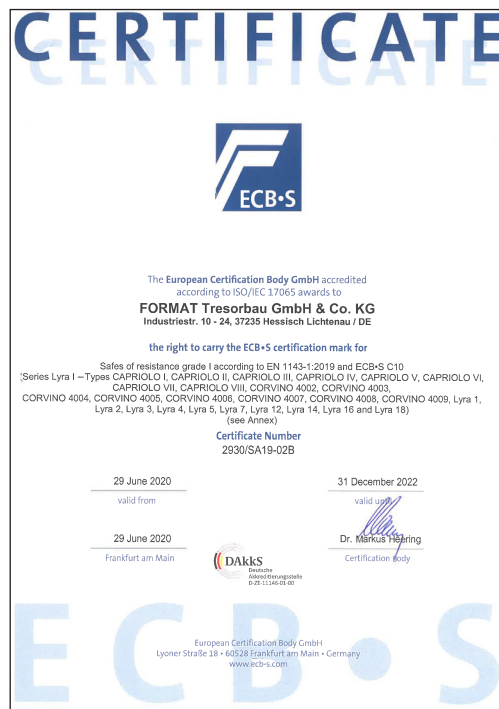 CERTIFICATE
CERTIFICATE
ECB•S
The European Certification Body GmbH accredited
according to ISO/IEC 17065 awards to
FORMAT Tresorbau GmbH & Co. KG
Industriestr. 10 - 24, 37235 Hessisch Lichtenau / DE
the right to carry the ECB•S certification mark for
Safes of resistance grade I according to EN 1143-1:2019 and ECB•S C10
(Series Lyra I – Types CAPRIOLO I, CAPRIOLO II, CAPRIOLO III, CAPRIOLO IV, CAPRIOLO V, CAPRIOLO VI,
CAPRIOLO VII, CAPRIOLO VIII, CORVINO 4002, CORVINO 4003,
CORVINO 4004, CORVINO 4005, CORVINO 4006, CORVINO 4007, CORVINO 4008, CORVINO 4009, Lyra 1,
Lyra 2, Lyra 3, Lyra 4, Lyra 5, Lyra 7, Lyra 12, Lyra 14, Lyra 16 and Lyra 18)
(see Annex)
Certificate Number
2930/SA19-02B
29 June 2020 31 December 2022
valid from valid until
29 June 2020 Dr. Markus Heering
Frankfurt am Main Certification Body
DAkkS
Deutsche
Akkreditierungsstelle
D-ZE-11146-01-00
European Certification Body GmbH
Lyoner Straße 18 • 60528 Frankfurt am Main • Germany
www.ecb-s.com
ECB•S